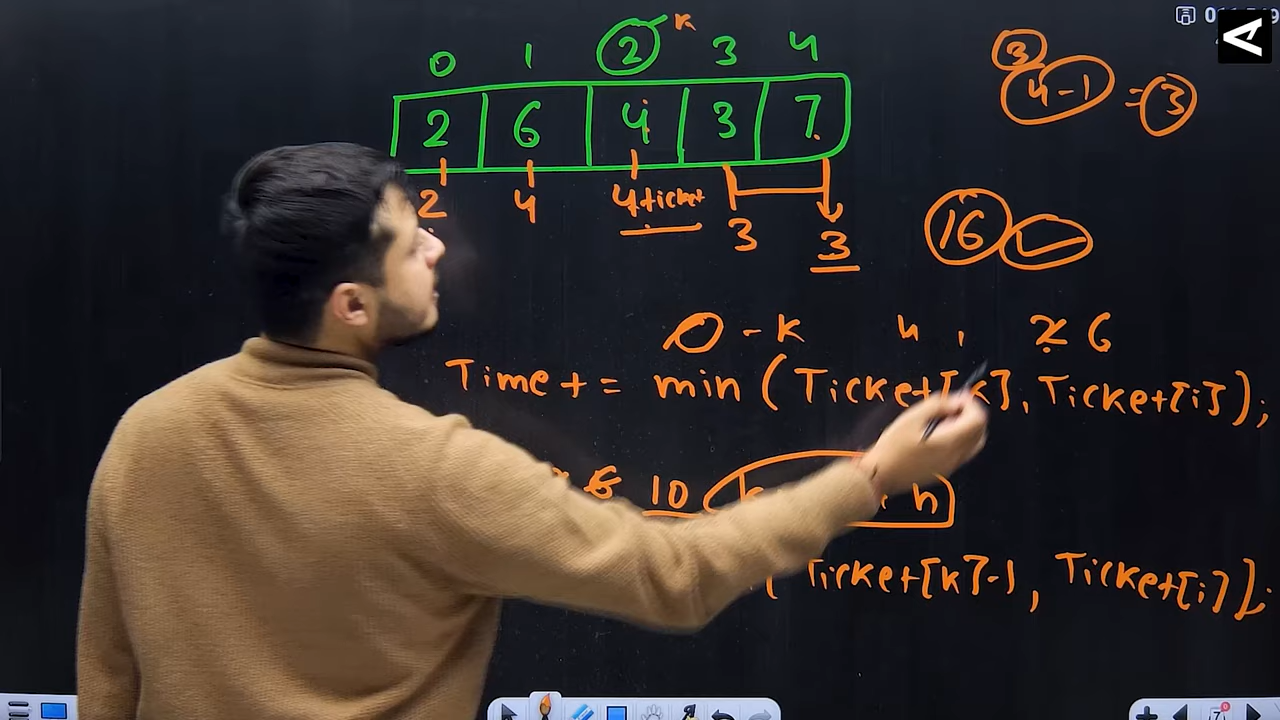 0 1 2 K 3 4
2 6 4 3 7
3
4-1 = 3
2 4 4 ticket 3 3
16
0 - K 4 , 2 6
Time += min (Ticket[K], Ticket[i]);
6 10 n
Ticket[K]-1, Ticket[i]);